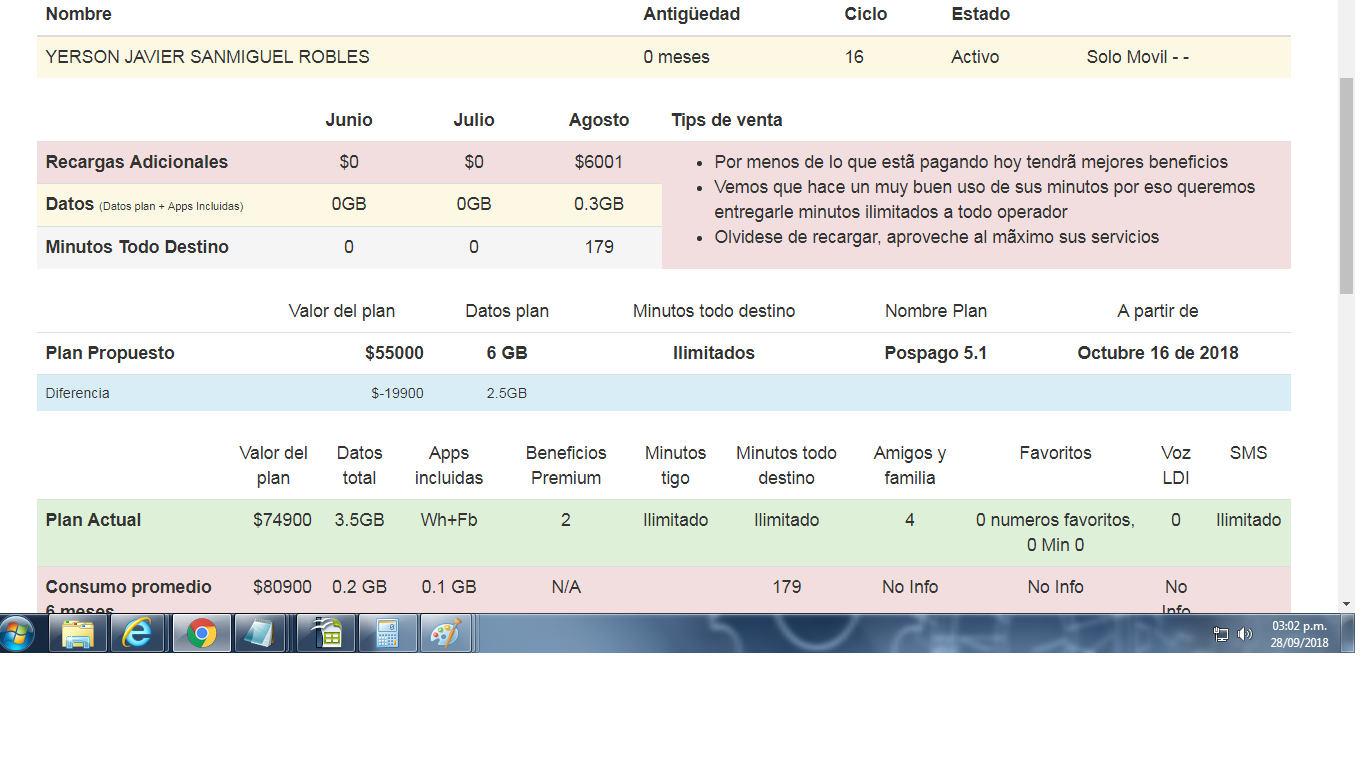 Nombre Antigüedad Ciclo Estado
YERSON JAVIER SANMIGUEL ROBLES 0 meses 16 Activo Solo Movil - -
Junio Julio Agosto Tips de venta
Recargas Adicionales $0 $0 $6001
Datos (Datos plan + Apps Incluidas) 0GB 0GB 0.3GB
Minutos Todo Destino 0 0 179
• Por menos de lo que estã pagando hoy tendrã mejores beneficios
• Vemos que hace un muy buen uso de sus minutos por eso queremos
entregarle minutos ilimitados a todo operador
• Olvidese de recargar, aproveche al mãximo sus servicios
Valor del plan Datos plan Minutos todo destino Nombre Plan A partir de
Plan Propuesto $55000 6 GB Ilimitados Pospago 5.1 Octubre 16 de 2018
Diferencia $-19900 2.5GB
Valor del Datos Apps Beneficios Minutos Minutos todo Amigos y Favoritos Voz SMS
plan total incluidas Premium tigo destino familia LDI
Plan Actual $74900 3.5GB Wh+Fb 2 Ilimitado Ilimitado 4 0 numeros favoritos, 0 Ilimitado
0 Min 0
Consumo promedio $80900 0.2 GB 0.1 GB N/A 179 No Info No Info No
6 meses Info
03:02 p.m.
28/09/2018